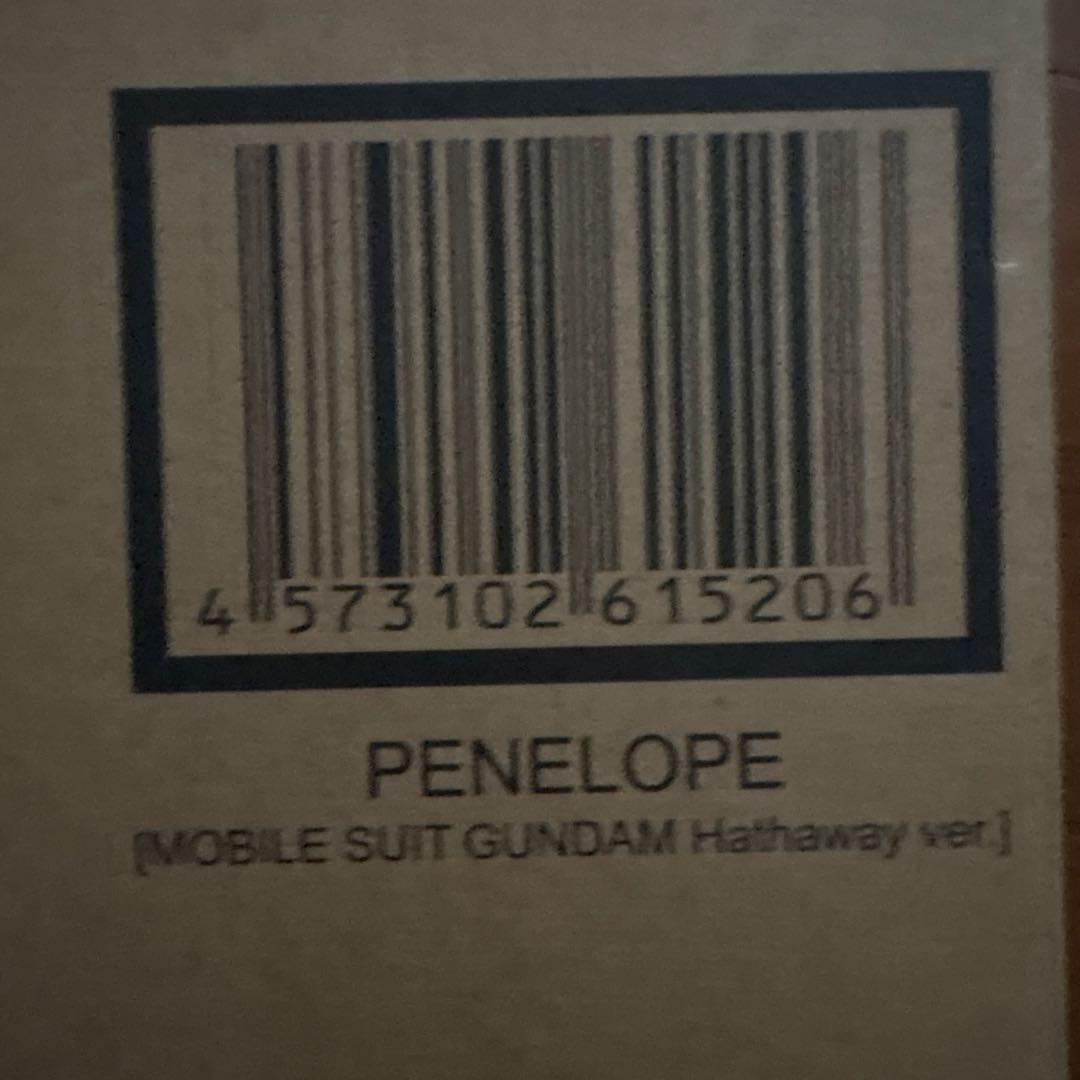 4 573102 615206
PENELOPE
[MOBILE SUIT GUNDAM Hathaway ver.]